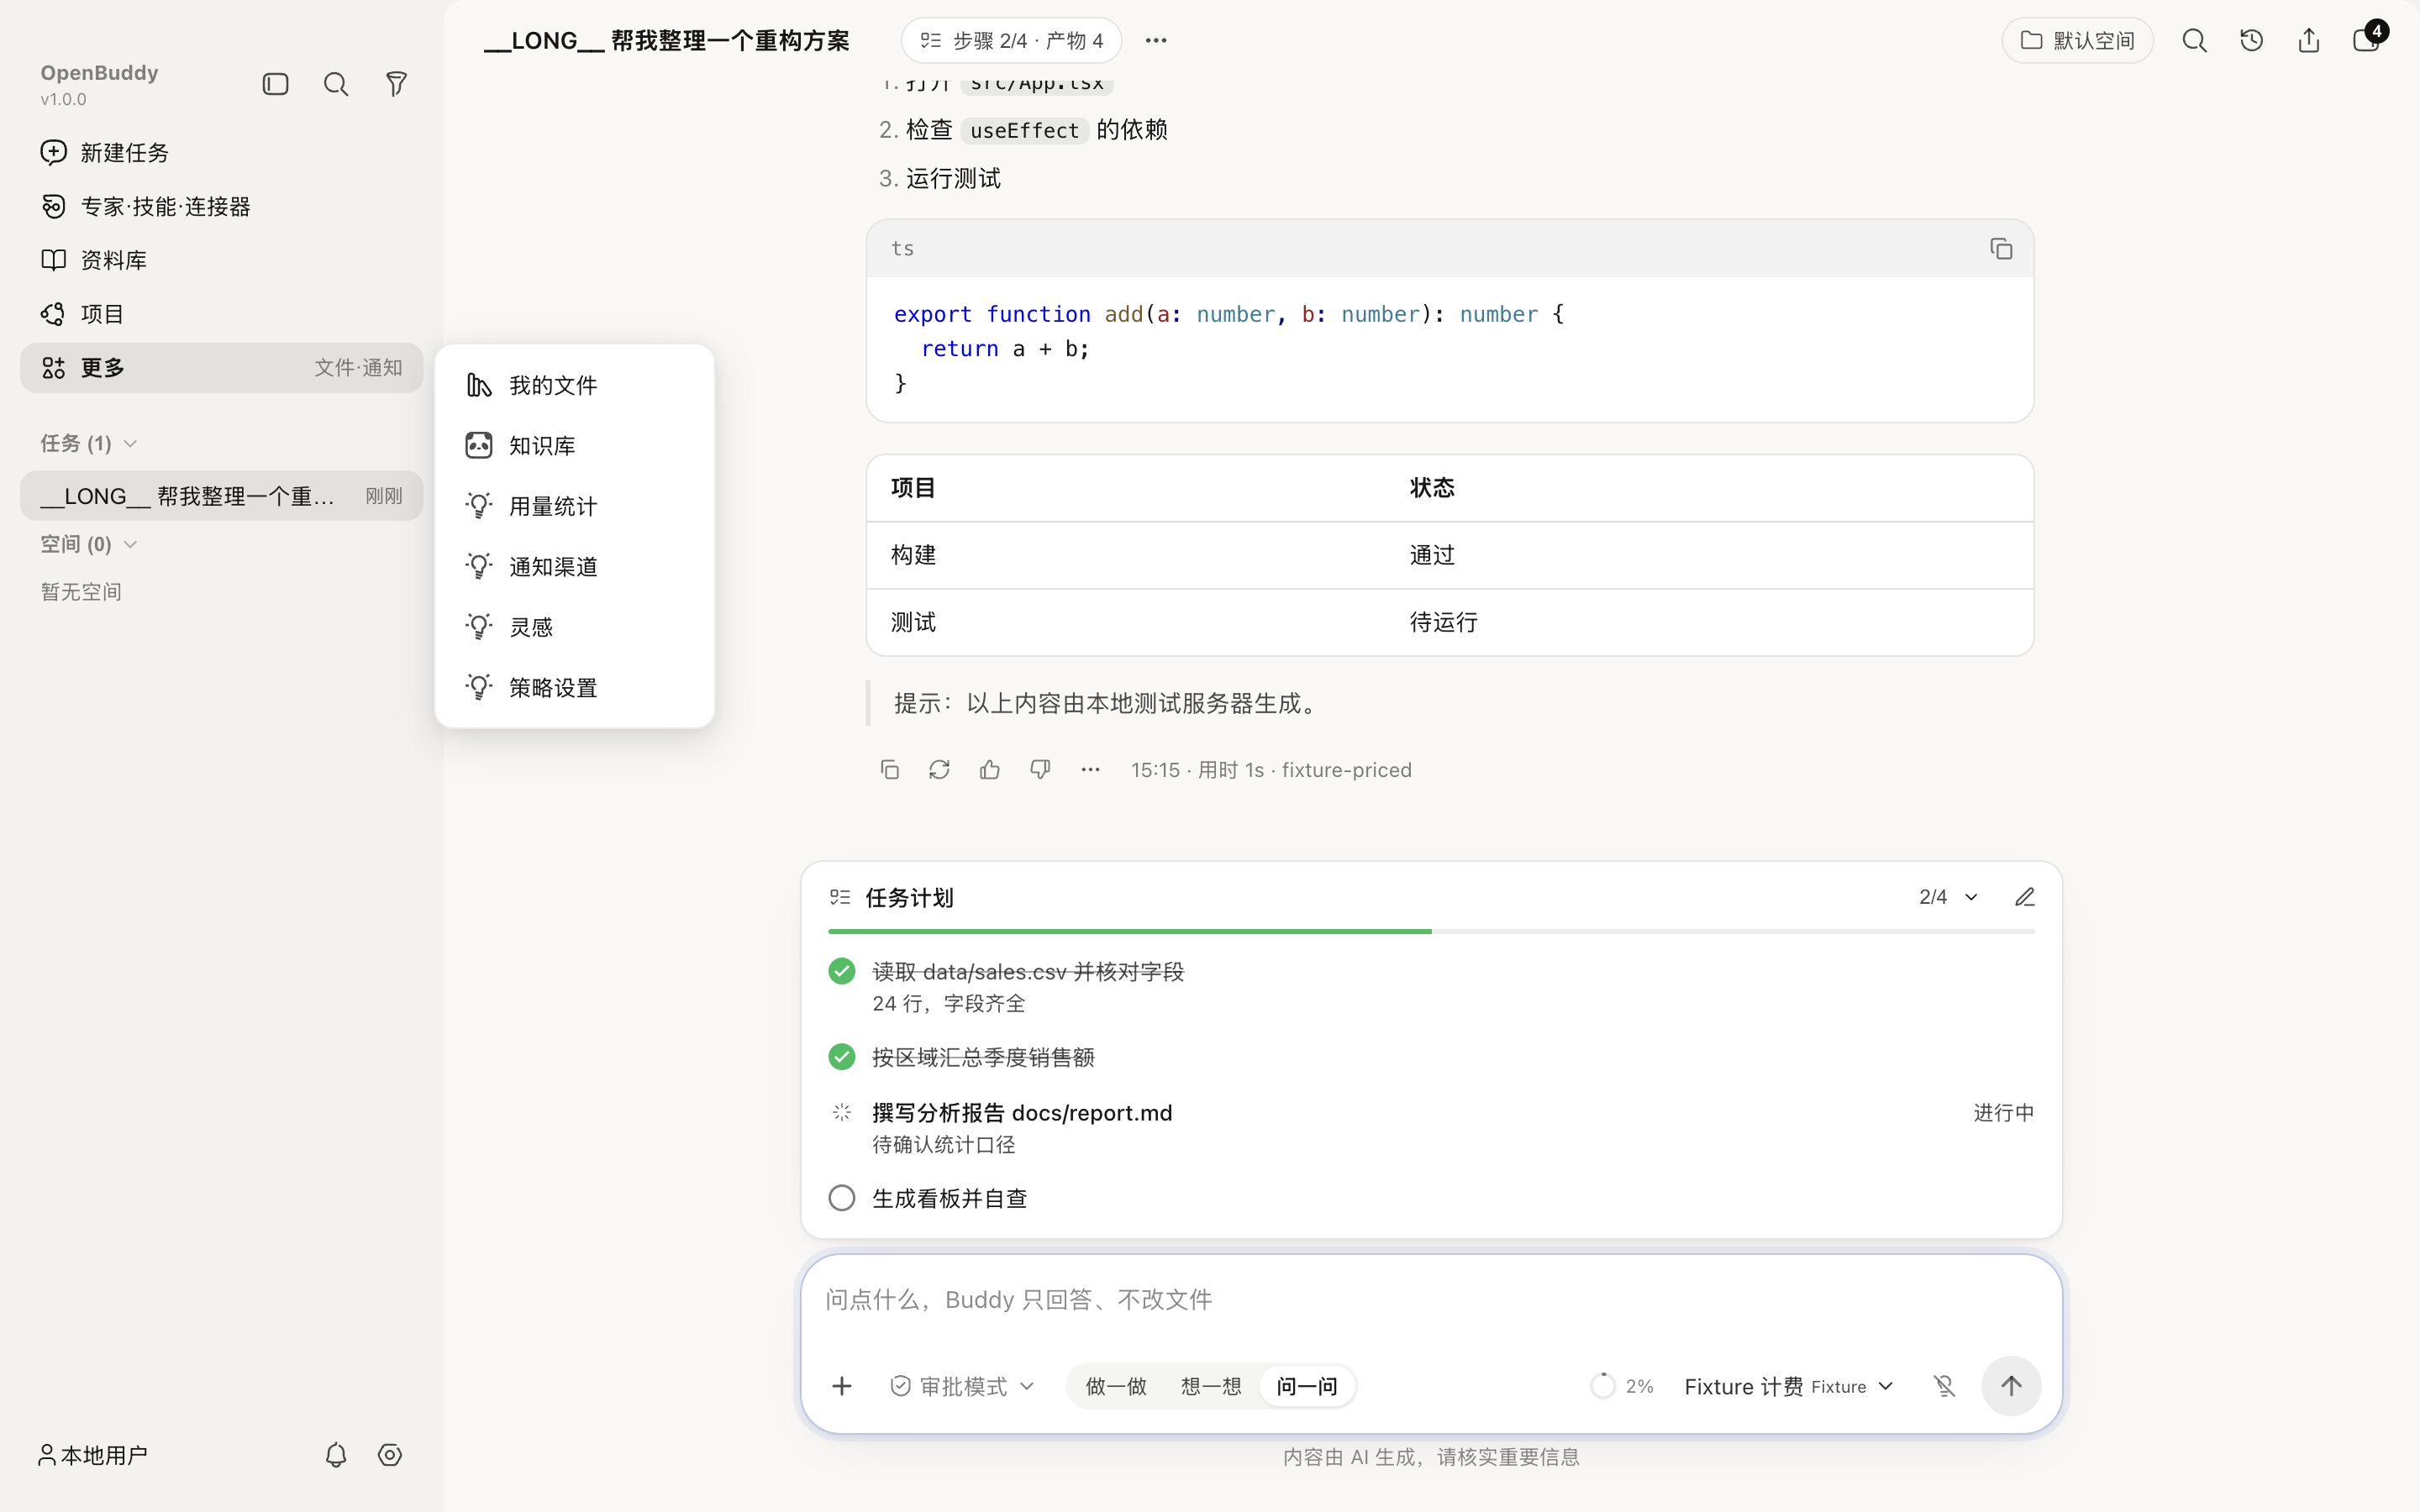 OpenBuddy
v1.0.0
新建任务
专家·技能·连接器
资料库
项目
更多 文件·通知
任务 (1)
__LONG__ 帮我整理一个重… 刚刚
空间 (0)
暂无空间
本地用户
我的文件
知识库
用量统计
通知渠道
灵感
策略设置
__LONG__ 帮我整理一个重构方案 步骤 2/4 · 产物 4 默认空间 4
1. 打开 src/App.tsx
2. 检查 useEffect 的依赖
3. 运行测试
ts
export function add(a: number, b: number): number {
return a + b;
}
项目 状态
构建 通过
测试 待运行
提示：以上内容由本地测试服务器生成。
15:15 · 用时 1s · fixture-priced
任务计划 2/4
读取 data/sales.csv 并核对字段
24 行，字段齐全
按区域汇总季度销售额
撰写分析报告 docs/report.md 进行中
待确认统计口径
生成看板并自查
问点什么，Buddy 只回答、不改文件
审批模式 做一做 想一想 问一问 2% Fixture 计费 Fixture
内容由 AI 生成，请核实重要信息